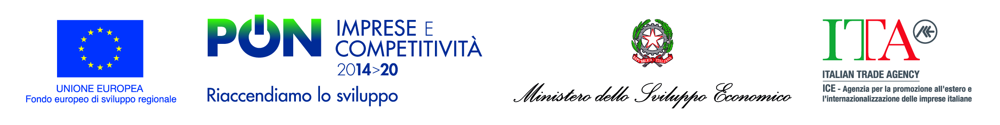 UNIONE EUROPEA
Fondo europeo di sviluppo regionale
PON
IMPRESE E
COMPETITIVITÀ
2014>20
Riaccendiamo lo sviluppo
REPVBBLICA ITALIANA
Ministero dello Sviluppo Economico
ITA
ITALIAN TRADE AGENCY
ICE - Agenzia per la promozione all'estero e
l'internazionalizzazione delle imprese italiane